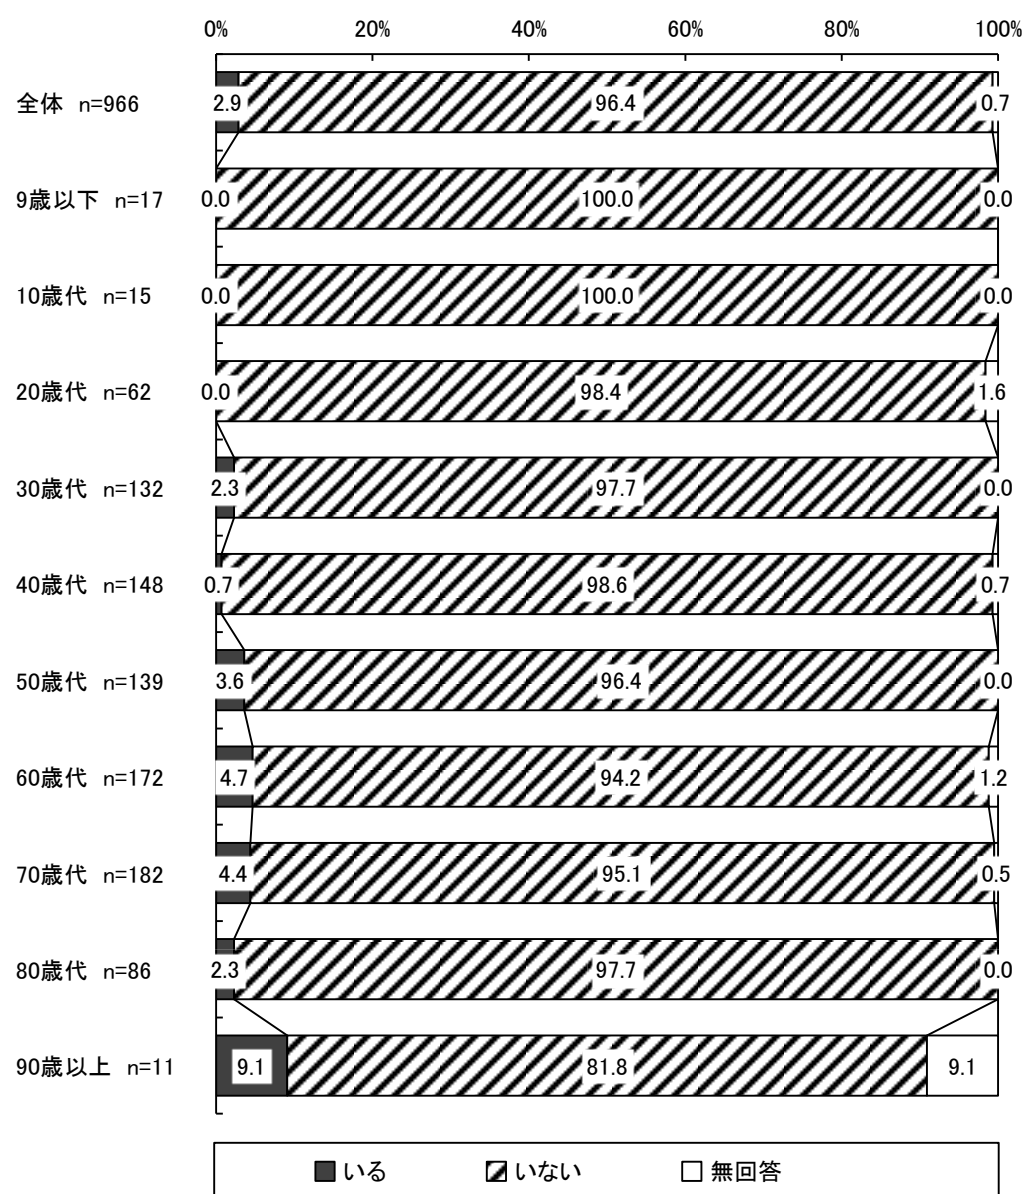 0% 20% 40% 60% 80% 100%
全体 n=966 2.9 96.4 0.7
9歳以下 n=17 0.0 100.0 0.0
10歳代 n=15 0.0 100.0 0.0
20歳代 n=62 0.0 98.4 1.6
30歳代 n=132 2.3 97.7 0.0
40歳代 n=148 0.7 98.6 0.7
50歳代 n=139 3.6 96.4 0.0
60歳代 n=172 4.7 94.2 1.2
70歳代 n=182 4.4 95.1 0.5
80歳代 n=86 2.3 97.7 0.0
90歳以上 n=11 9.1 81.8 9.1
いる いない 無回答